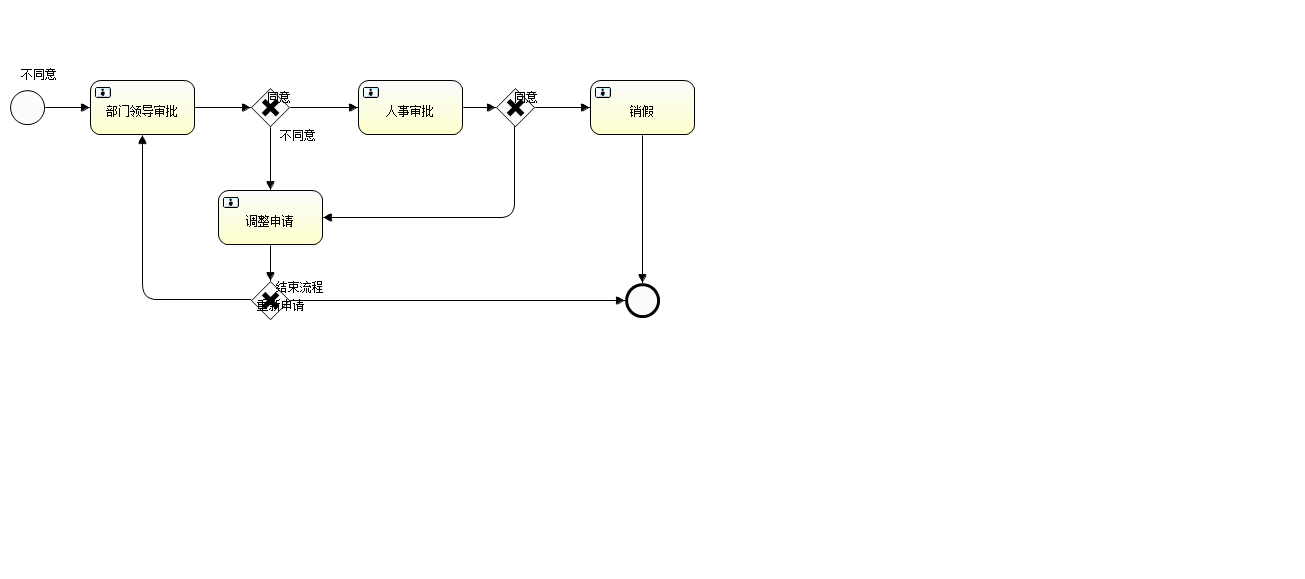 不同意
同意
同意
部门领导审批
人事审批
销假
不同意
调整申请
结束流程
重新申请